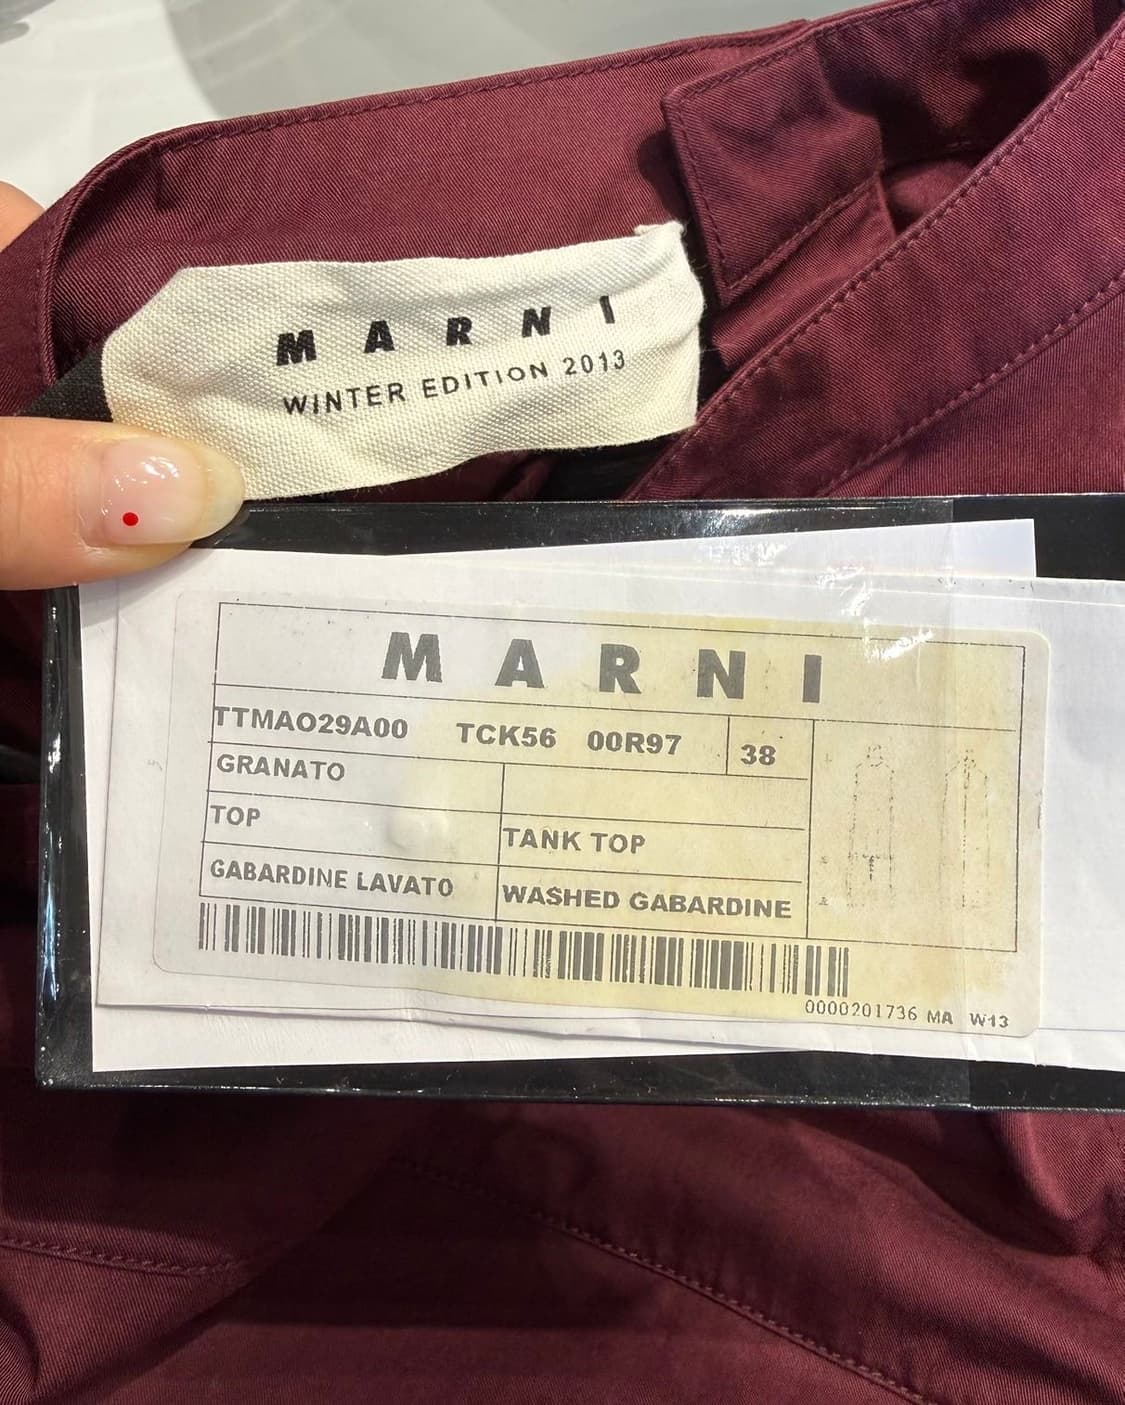 MARNI
WINTER EDITION 2013
MARNI
TTMAO29A00 TCK56 00R97 38
GRANATO
TOP
TANK TOP
GABARDINE LAVATO
WASHED GABARDINE
0000201736 MA W13